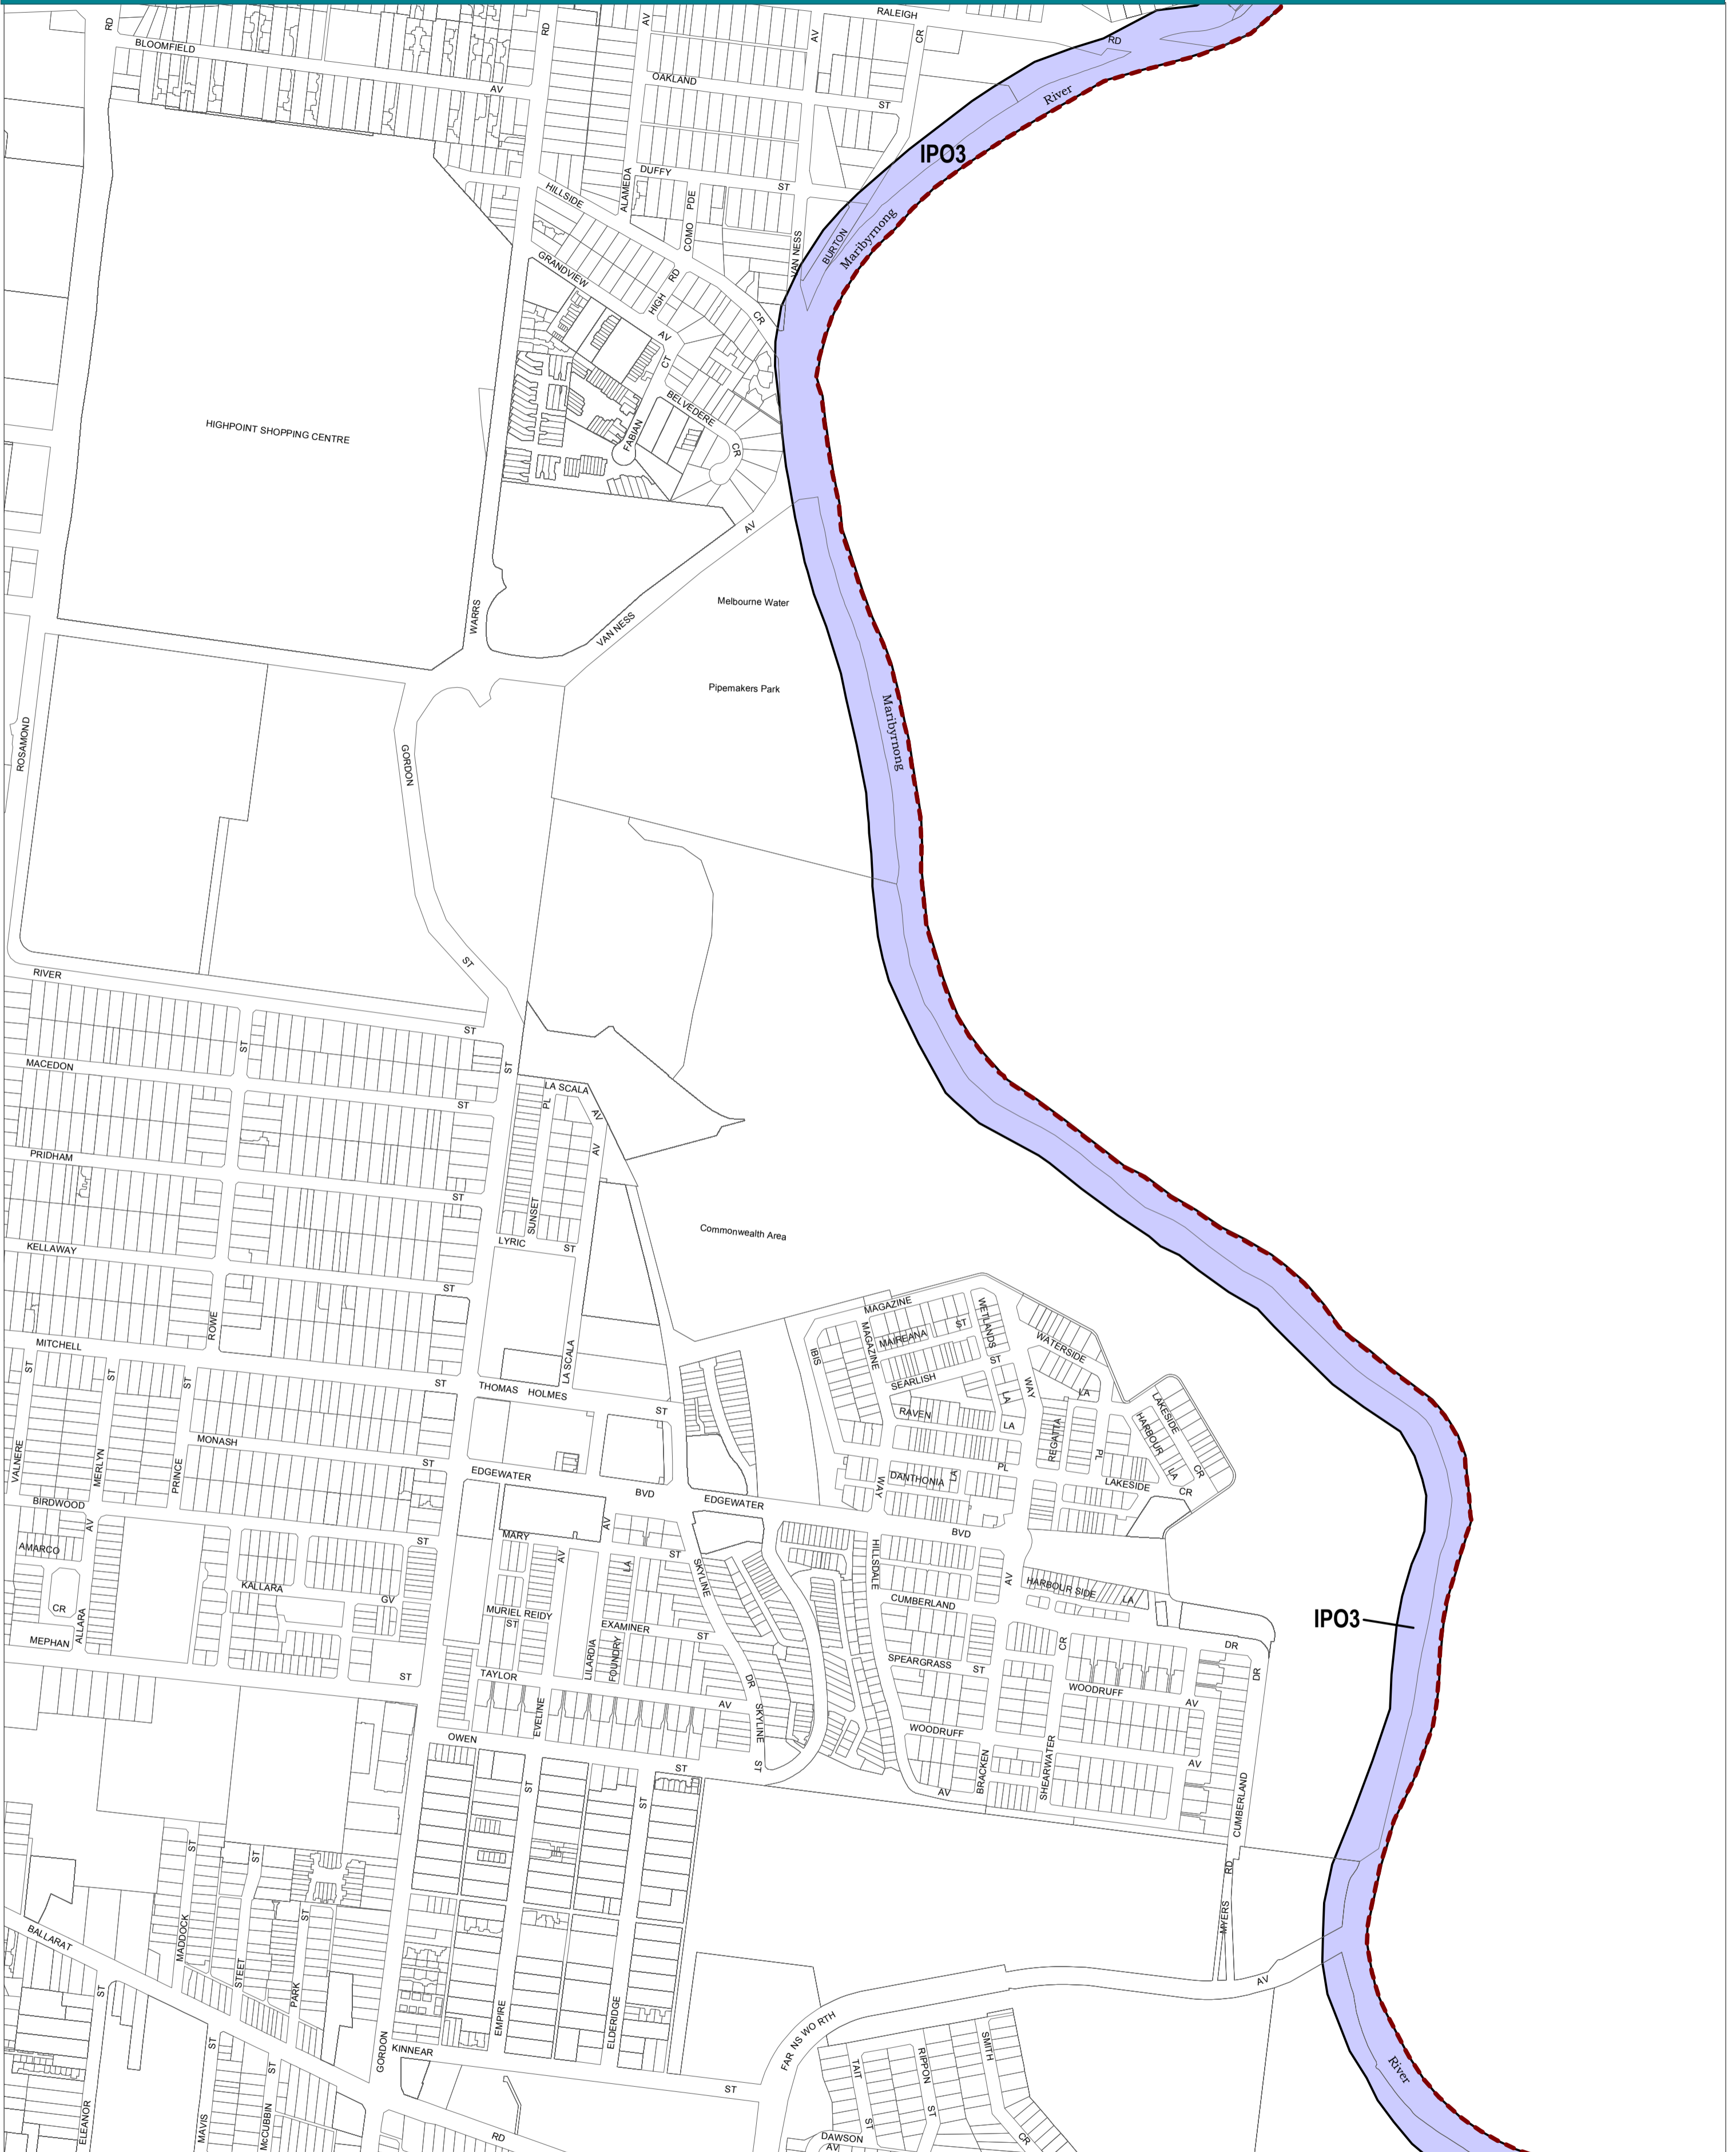 RALEIGH
RD
RD
AV
AV
CR
RD
BLOOMFIELD
AV
OAKLAND
ST
River
IPO3
DUFFY
ST
HILLSIDE
ALAMEDA
COMO
PDE
VAN NESS
BURTON
Maribyrnong
GRANDVIEW
HIGH
RD
CR
AV
CT
BELVEDERE
CR
FABIAN
HIGHPOINT SHOPPING CENTRE
AV
WARRS
VAN NESS
Melbourne Water
Pipemakers Park
Maribyrnong
ROSAMOND
GORDON
ST
RIVER
ST
ST
ST
MACEDON
ST
LA SCALA
PL
AV
AV
PRIDHAM
ST
SUNSET
LYRIC
ST
Commonwealth Area
KELLAWAY
ST
ROWE
MITCHELL
ST
ST
ST
ST
THOMAS HOLMES
LA SCALA
ST
MAGAZINE
MAGAZINE
MAIREANA
ST
WETLANDS
ST
WATERSIDE
IBIS
SEARLISH
LA
WAY
LA
RAVEN
LA
REGATTA
PL
HARBOUR
LA
LAKESIDE
CR
LAKESIDE
CR
MONASH
ST
VALNERE
MERLYN
PRINCE
EDGEWATER
BVD
EDGEWATER
BVD
DANTHONIA
LA
PL
WAY
BIRDWOOD
AV
ST
AMARCO
CR
ALLARA
MEPHAN
ST
KALLARA
GV
MARY
AV
AV
ST
LA
SKYLINE
HILLSDALE
AV
HARBOUR SIDE
LA
CUMBERLAND
MURIEL REIDY
ST
EXAMINER
ST
LILARDIA
FOUNDRY
IPO3
CR
DR
DR
SPEARGRASS
ST
TAYLOR
AV
EVELINE
DR
SKYLINE
ST
WOODRUFF
AV
WOODRUFF
AV
AV
BRACKEN
SHEARWATER
CUMBERLAND
OWEN
ST
ST
ST
ST
ST
ST
MADDOCK
STEET
PARK
BALLARAT
ST
ST
ST
RD
MYERS
AV
FAR NS WO RTH
EMPIRE
ELDERIDGE
GORDON
KINNEAR
ST
ELEANOR
MAVIS
McCUBBIN
RD
TAIT
ST
RIPPON
ST
SMITH
CR
DAWSON
AV
River